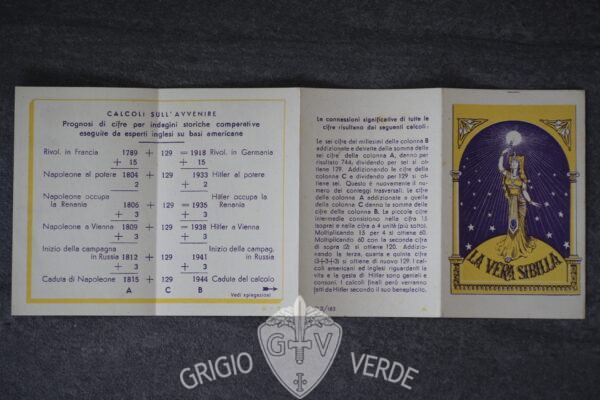 CALCOLI SULL'AVVENIRE
Prognosi di cifre per indagini storiche comparative
eseguite da esperti inglesi su basi americane
Rivol. in Francia 1789 + 129 = 1918 Rivol. in Germania
+ 15 + 15
Napoleone al potere 1804 + 129 1933 Hitler al potere
2 + 2
Napoleone occupa la Renania 1806 + 129 = 1935 Hitler occupa la Renania
+ 3 + 3
Napoleone a Vienna 1809 + 129 = 1938 Hitler a Vienna
+ 3 + 3
Inizio della campagna in Russia 1812 + 129 1941 Inizio della campag. in Russia
+ 3 + 3
Caduta di Napoleone 1815 + 129 1944 Caduta del calcolo
A C B
Vedi spiegazioni
Le connessioni significative di tutte le
cifre risultano dai seguenti calcoli:
Le sei cifre dei millesimi della colonna B
addizionate e detratte della somma delle
sei cifre della colonna A, danno per
risultato 744, dividendo per sei si ot-
tiene 129. Addizionando le cifre
della colonna C e dividendo per 129 si ot-
tiene sei. Questo è nuovamente il nu-
mero dei conteggi trasversali. Le cifre
della colonna A addizionate a quelle
della colonna C danno la somma delle
cifre della colonna B. Le piccole cifre
intermedie consistono nella cifra 15
(sopra) e nella cifra a 4 unità (più sotto).
Moltiplicando 15 per 4 si ottiene 60.
Moltiplicando 60 con la seconda cifra
di sopra (2) si ottiene 120. Addizio-
nando la terza, quarta e quinta cifra
(3+3+3) si ottiene di nuovo 129. I cal-
coli americani ed inglesi riguardanti la
vita e le gesta di Hitler sono geniali e
consoni. I calcoli finali però verranno
fatti da Hitler secondo il suo beneplacito.
LA VERA SIBILLA
GRIGIO GV VERDE